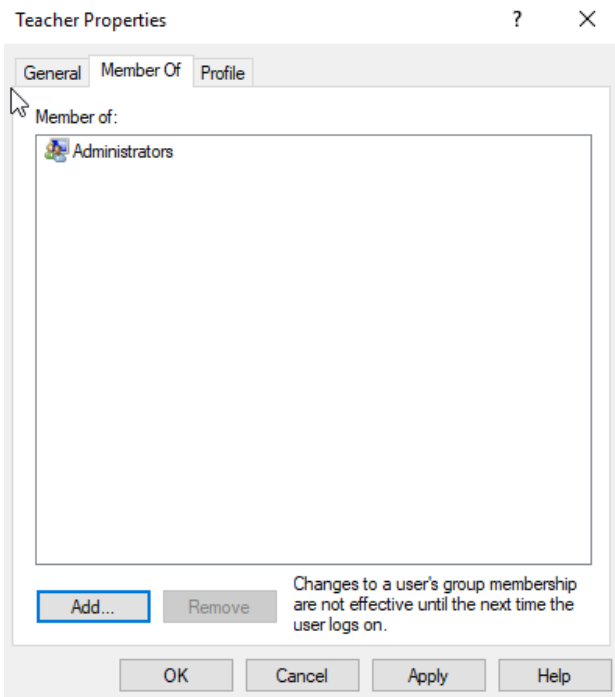 Teacher Properties
?
General
Member Of
Profile
Member of:
Administrators
Add...
Remove
Changes to a user's group membership
are not effective until the next time the
user logs on.
OK
Cancel
Apply
Help